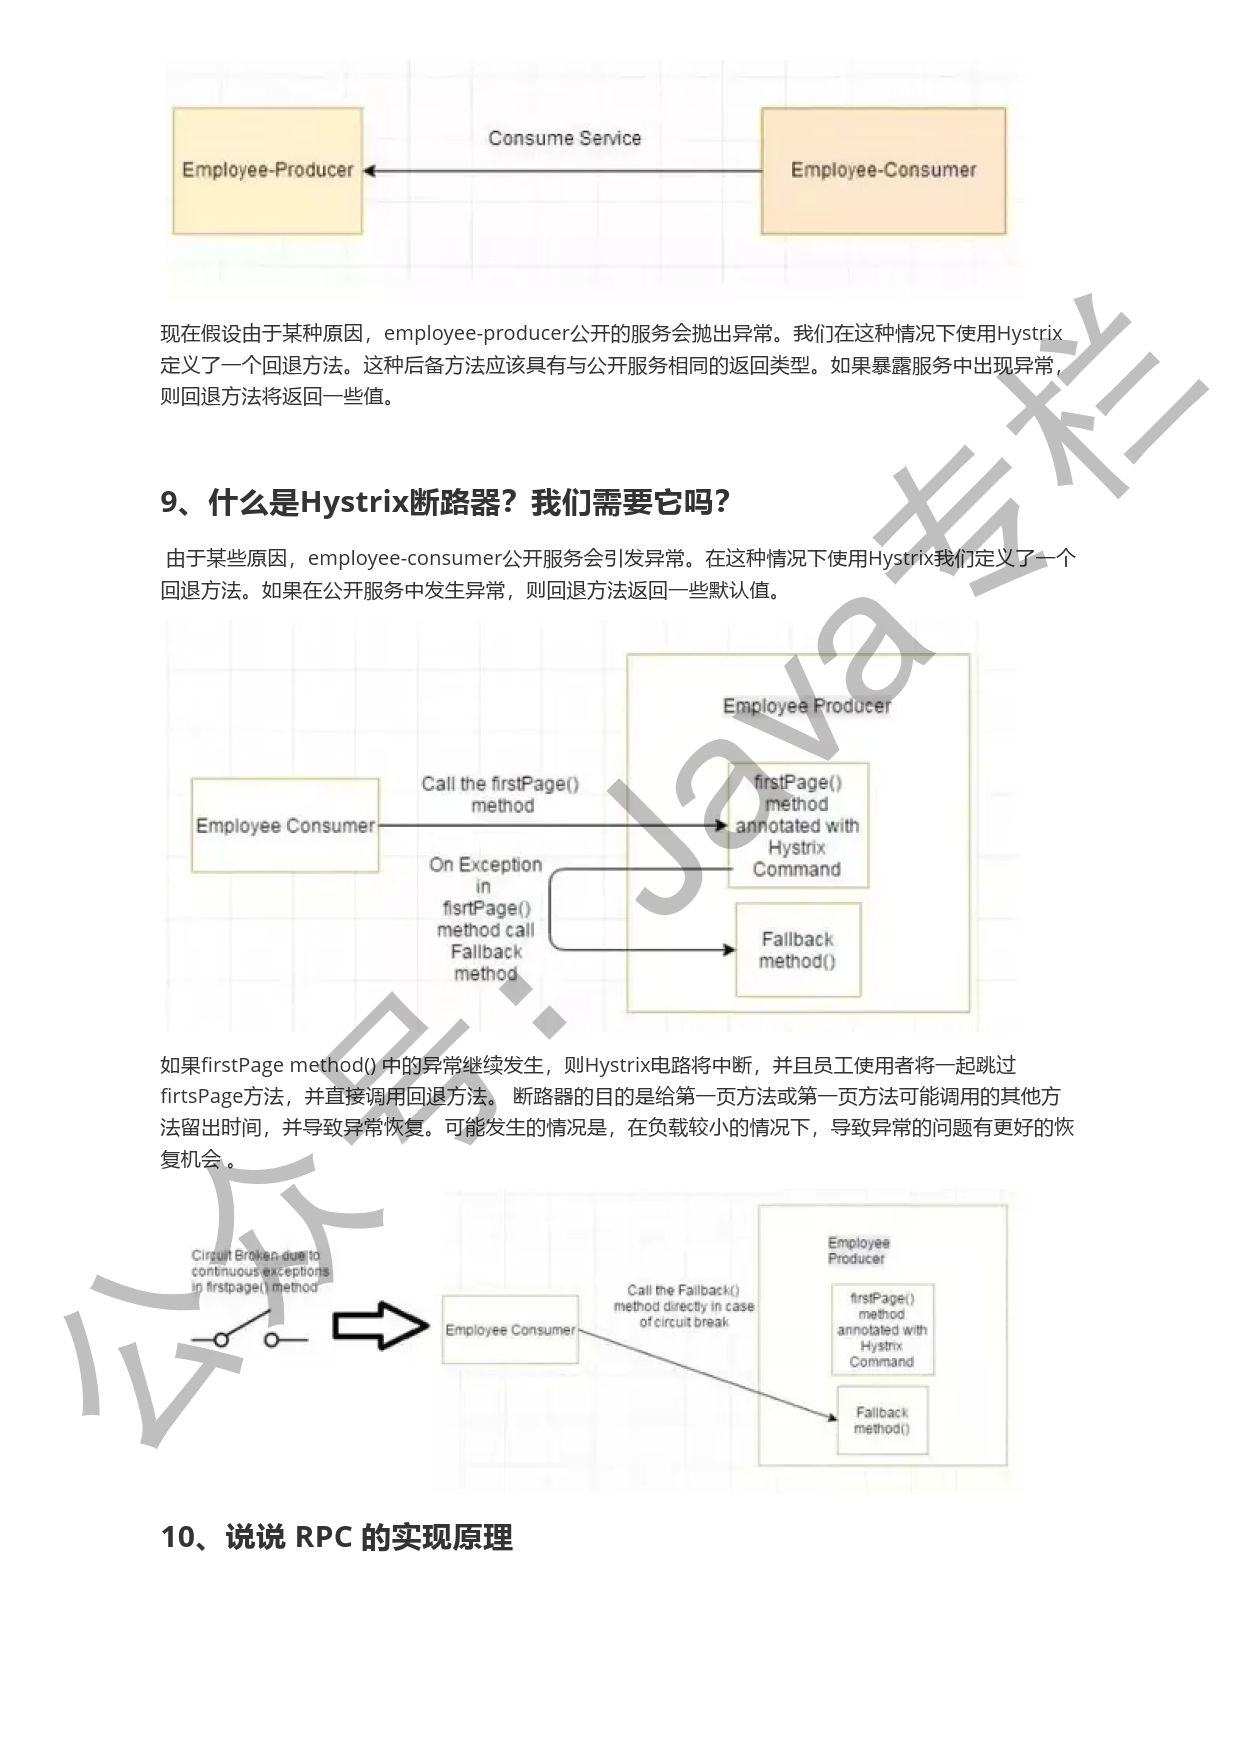 Consume Service
Employee-Producer
Employee-Consumer
现在假设由于某种原因，employee-producer公开的服务会抛出异常。我们在这种情况下使用Hystrix
定义了一个回退方法。这种后备方法应该具有与公开服务相同的返回类型。如果暴露服务中出现异常，
则回退方法将返回一些值。
9、什么是Hystrix断路器？我们需要它吗？
由于某些原因，employee-consumer公开服务会引发异常。在这种情况下使用Hystrix我们定义了一个
回退方法。如果在公开服务中发生异常，则回退方法返回一些默认值。
Employee Producer
Call the firstPage()
method
Employee Consumer
firstPage()
method
annotated with
Hystrix
Command
On Exception
in
fisrtPage()
method call
Fallback
method
Fallback
method()
如果firstPage method() 中的异常继续发生，则Hystrix电路将中断，并且员工使用者将一起跳过
firtsPage方法，并直接调用回退方法。 断路器的目的是给第一页方法或第一页方法可能调用的其他方
法留出时间，并导致异常恢复。可能发生的情况是，在负载较小的情况下，导致异常的问题有更好的恢
复机会 。
Circuit Broken due to
continuous exceptions
in firstpage() method
Employee Consumer
Call the Fallback()
method directly in case
of circuit break
Employee
Producer
firstPage()
method
annotated with
Hystrix
Command
Fallback
method()
10、说说 RPC 的实现原理
公众号：Java专栏